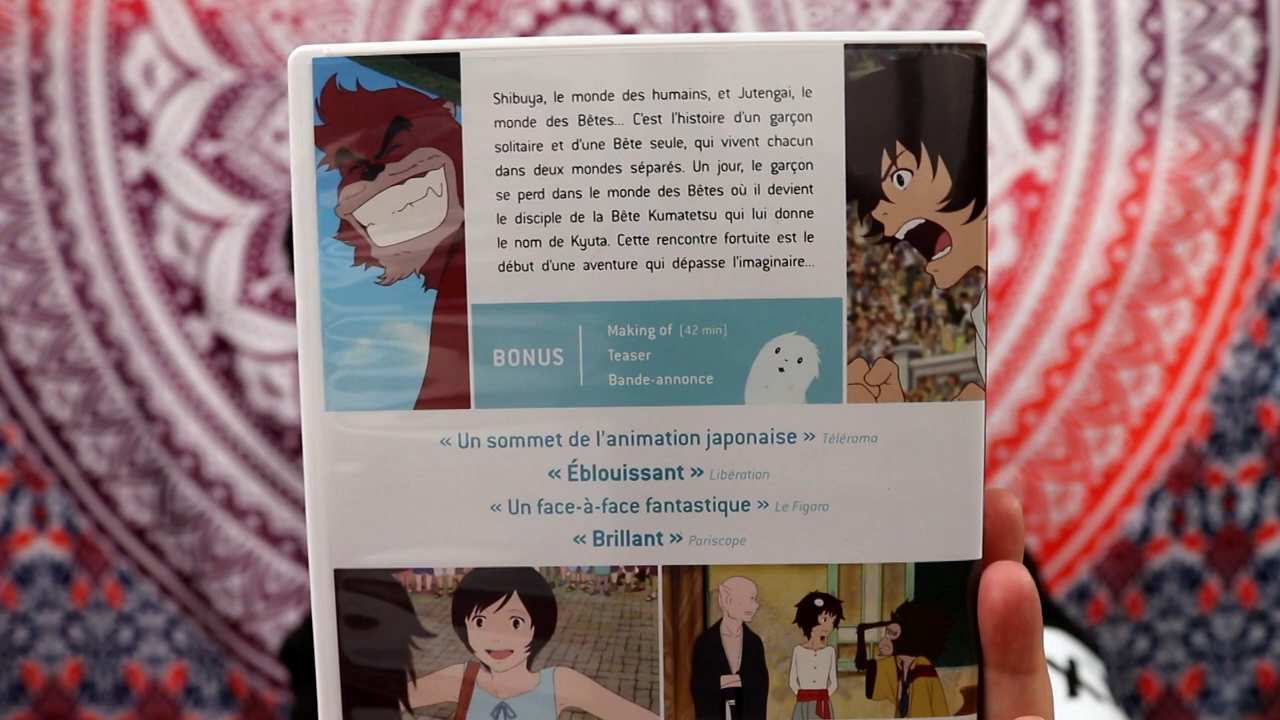 Shibuya, le monde des humains, et Jutengai, le
monde des Bêtes... C'est l'histoire d'un garçon
solitaire et d'une Bête seule, qui vivent chacun
dans deux mondes séparés. Un jour, le garçon
se perd dans le monde des Bêtes où il devient
le disciple de la Bête Kumatetsu qui lui donne
le nom de Kyuta. Cette rencontre fortuite est le
début d'une aventure qui dépasse l'imaginaire...
BONUS
Making of [42 min]
Teaser
Bande-annonce
« Un sommet de l'animation japonaise » Télérama
« Éblouissant » Libération
« Un face-à-face fantastique » Le Figaro
« Brillant » Pariscope